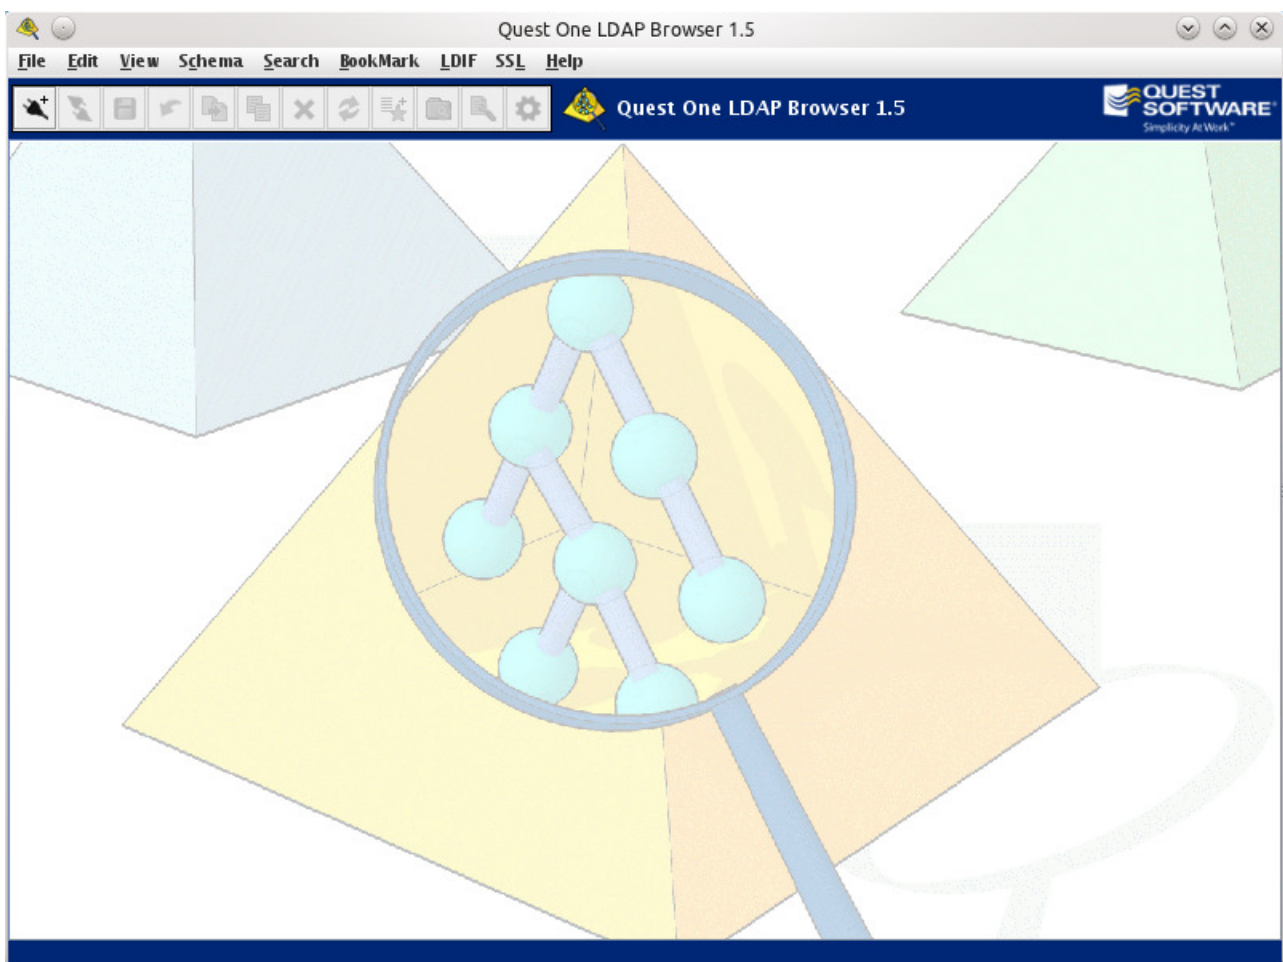 Quest One LDAP Browser 1.5
File Edit View Schema Search BookMark LDIF SSL Help
Quest One LDAP Browser 1.5
QUEST
SOFTWARE®
Simplicity At Work™